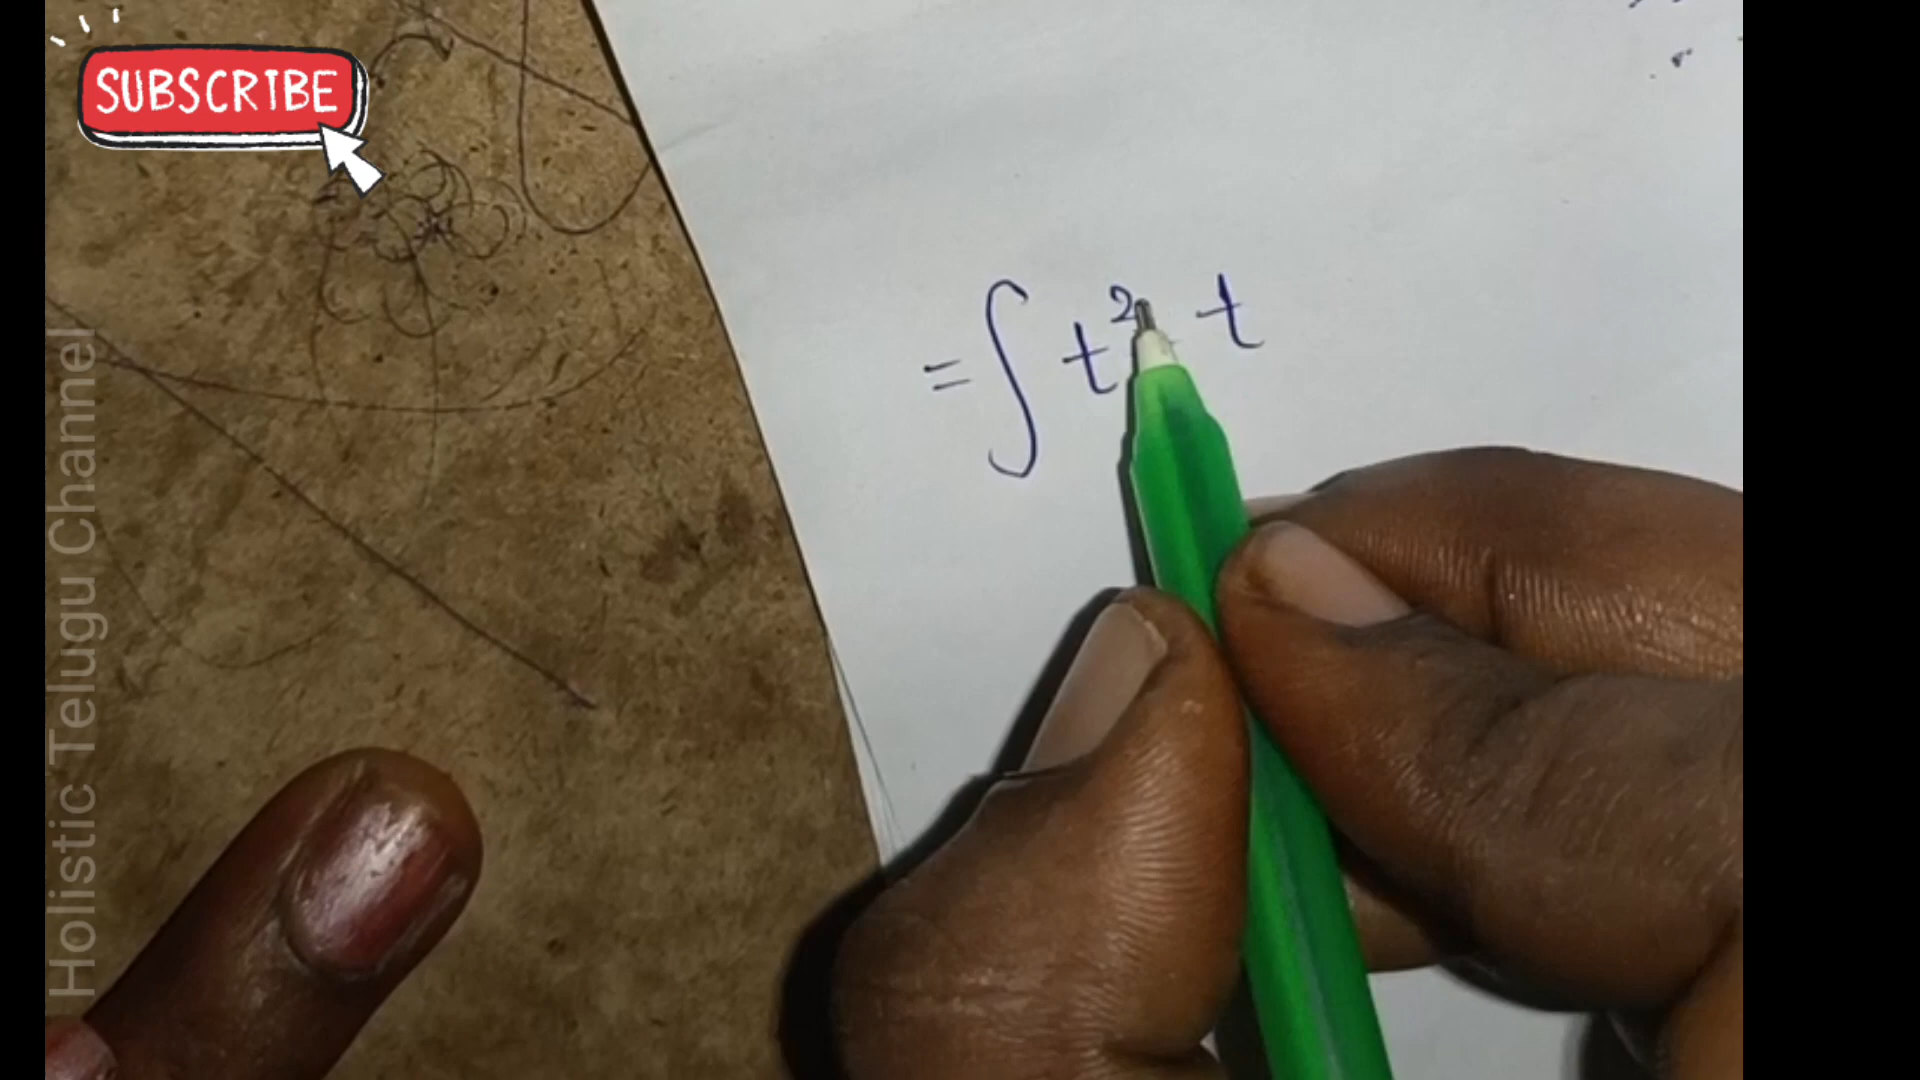 SUBSCRIBE
= ∫ t² t
Holistic Telugu Channel